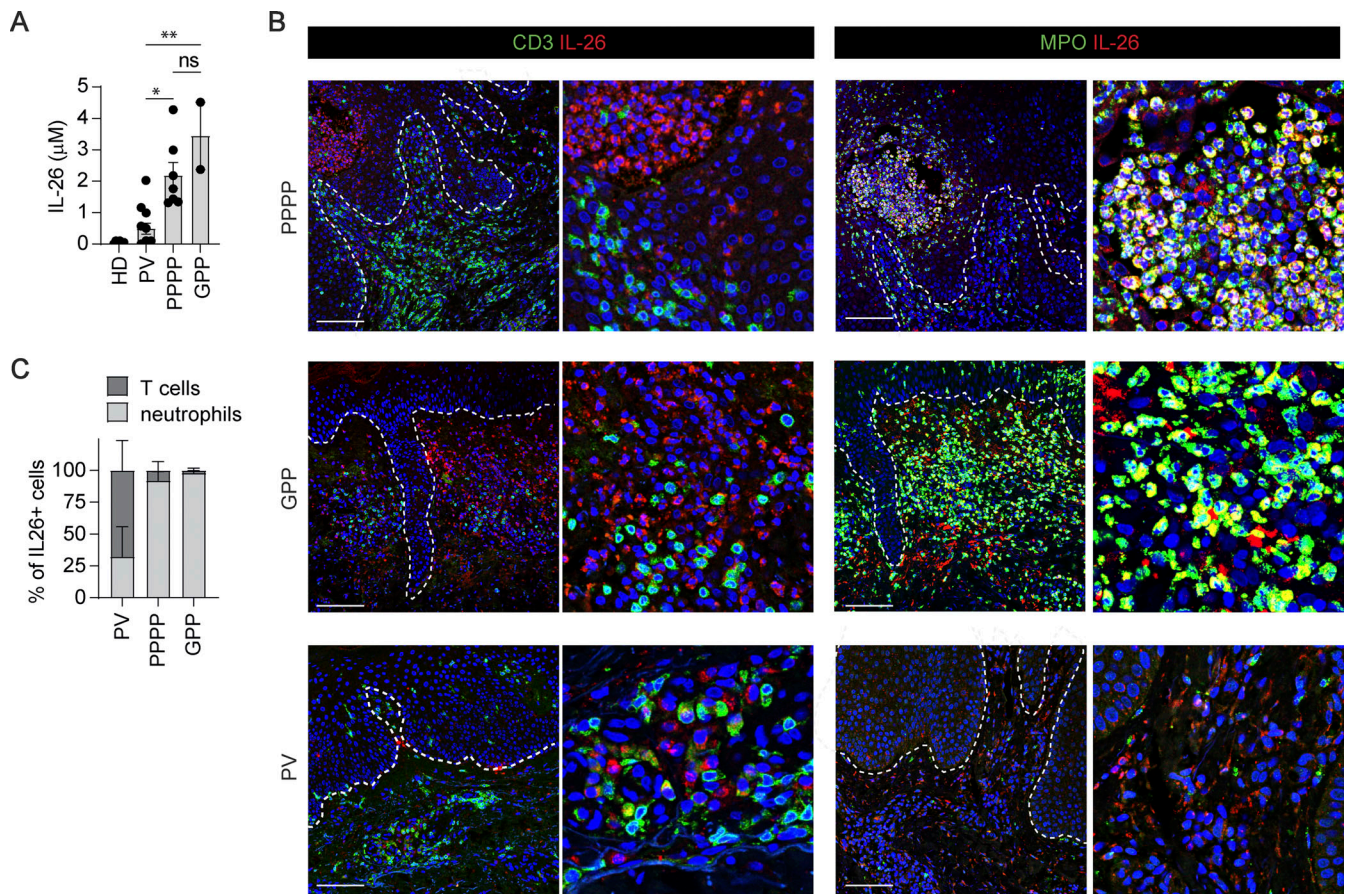 A
**
ns
*
5
4
3
2
1
0
IL-26 (μM)
HD
PV
PPPP
GPP
B
CD3 IL-26
MPO IL-26
PPPP
GPP
PV
C
T cells
neutrophils
100
75
50
25
0
% of IL26+ cells
PV
PPPP
GPP